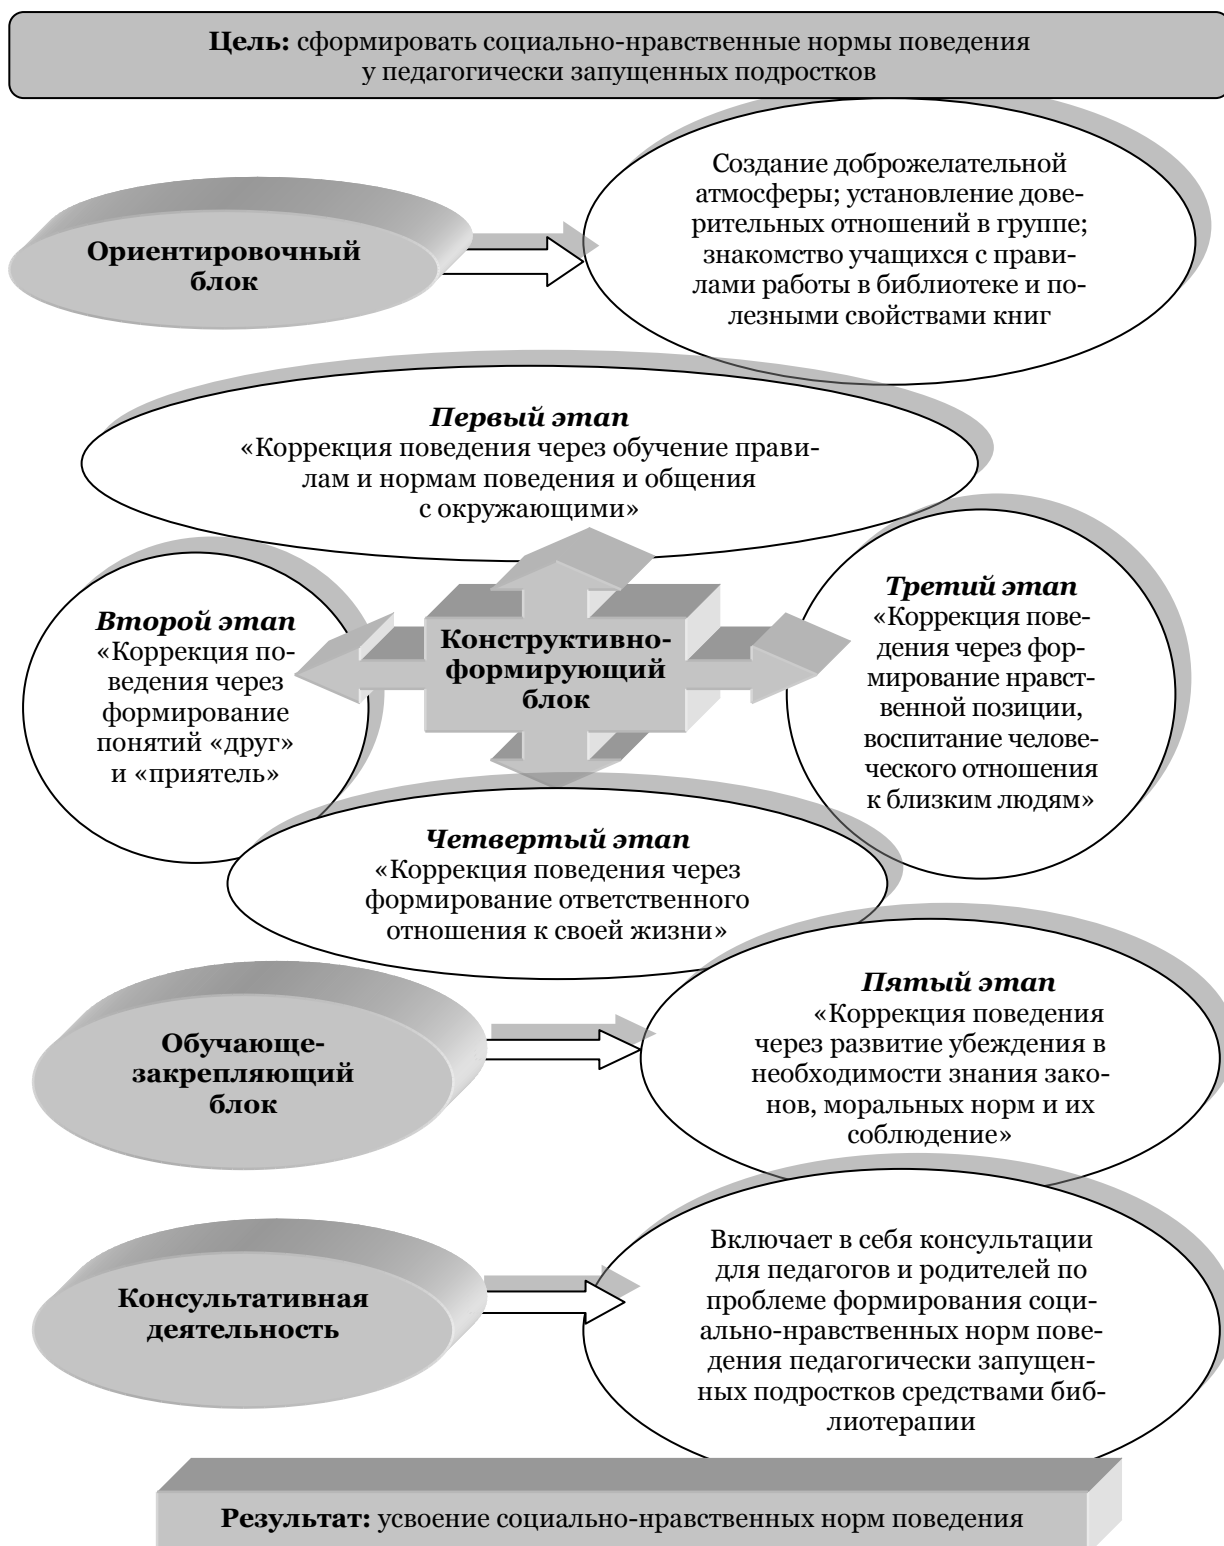 Цель: сформировать социально-нравственные нормы поведения
у педагогически запущенных подростков
Ориентировочный
блок
Создание доброжелательной
атмосферы; установление дове-
рительных отношений в группе;
знакомство учащихся с прави-
лами работы в библиотеке и по-
лезными свойствами книг
Первый этап
«Коррекция поведения через обучение прави-
лам и нормам поведения и общения
с окружающими»
Второй этап
«Коррекция по-
ведения через
формирование
понятий «друг»
и «приятель»
Конструктивно-
формирующий
блок
Третий этап
«Коррекция пове-
дения через фор-
мирование нравст-
венной позиции,
воспитание челове-
ческого отношения
к близким людям»
Четвертый этап
«Коррекция поведения через
формирование ответственного
отношения к своей жизни»
Обучающе-
закрепляющий
блок
Пятый этап
«Коррекция поведения
через развитие убеждения в
необходимости знания зако-
нов, моральных норм и их
соблюдение»
Консультативная
деятельность
Включает в себя консультации
для педагогов и родителей по
проблеме формирования соци-
ально-нравственных норм пове-
дения педагогически запущен-
ных подростков средствами биб-
лиотерапии
Результат: усвоение социально-нравственных норм поведения